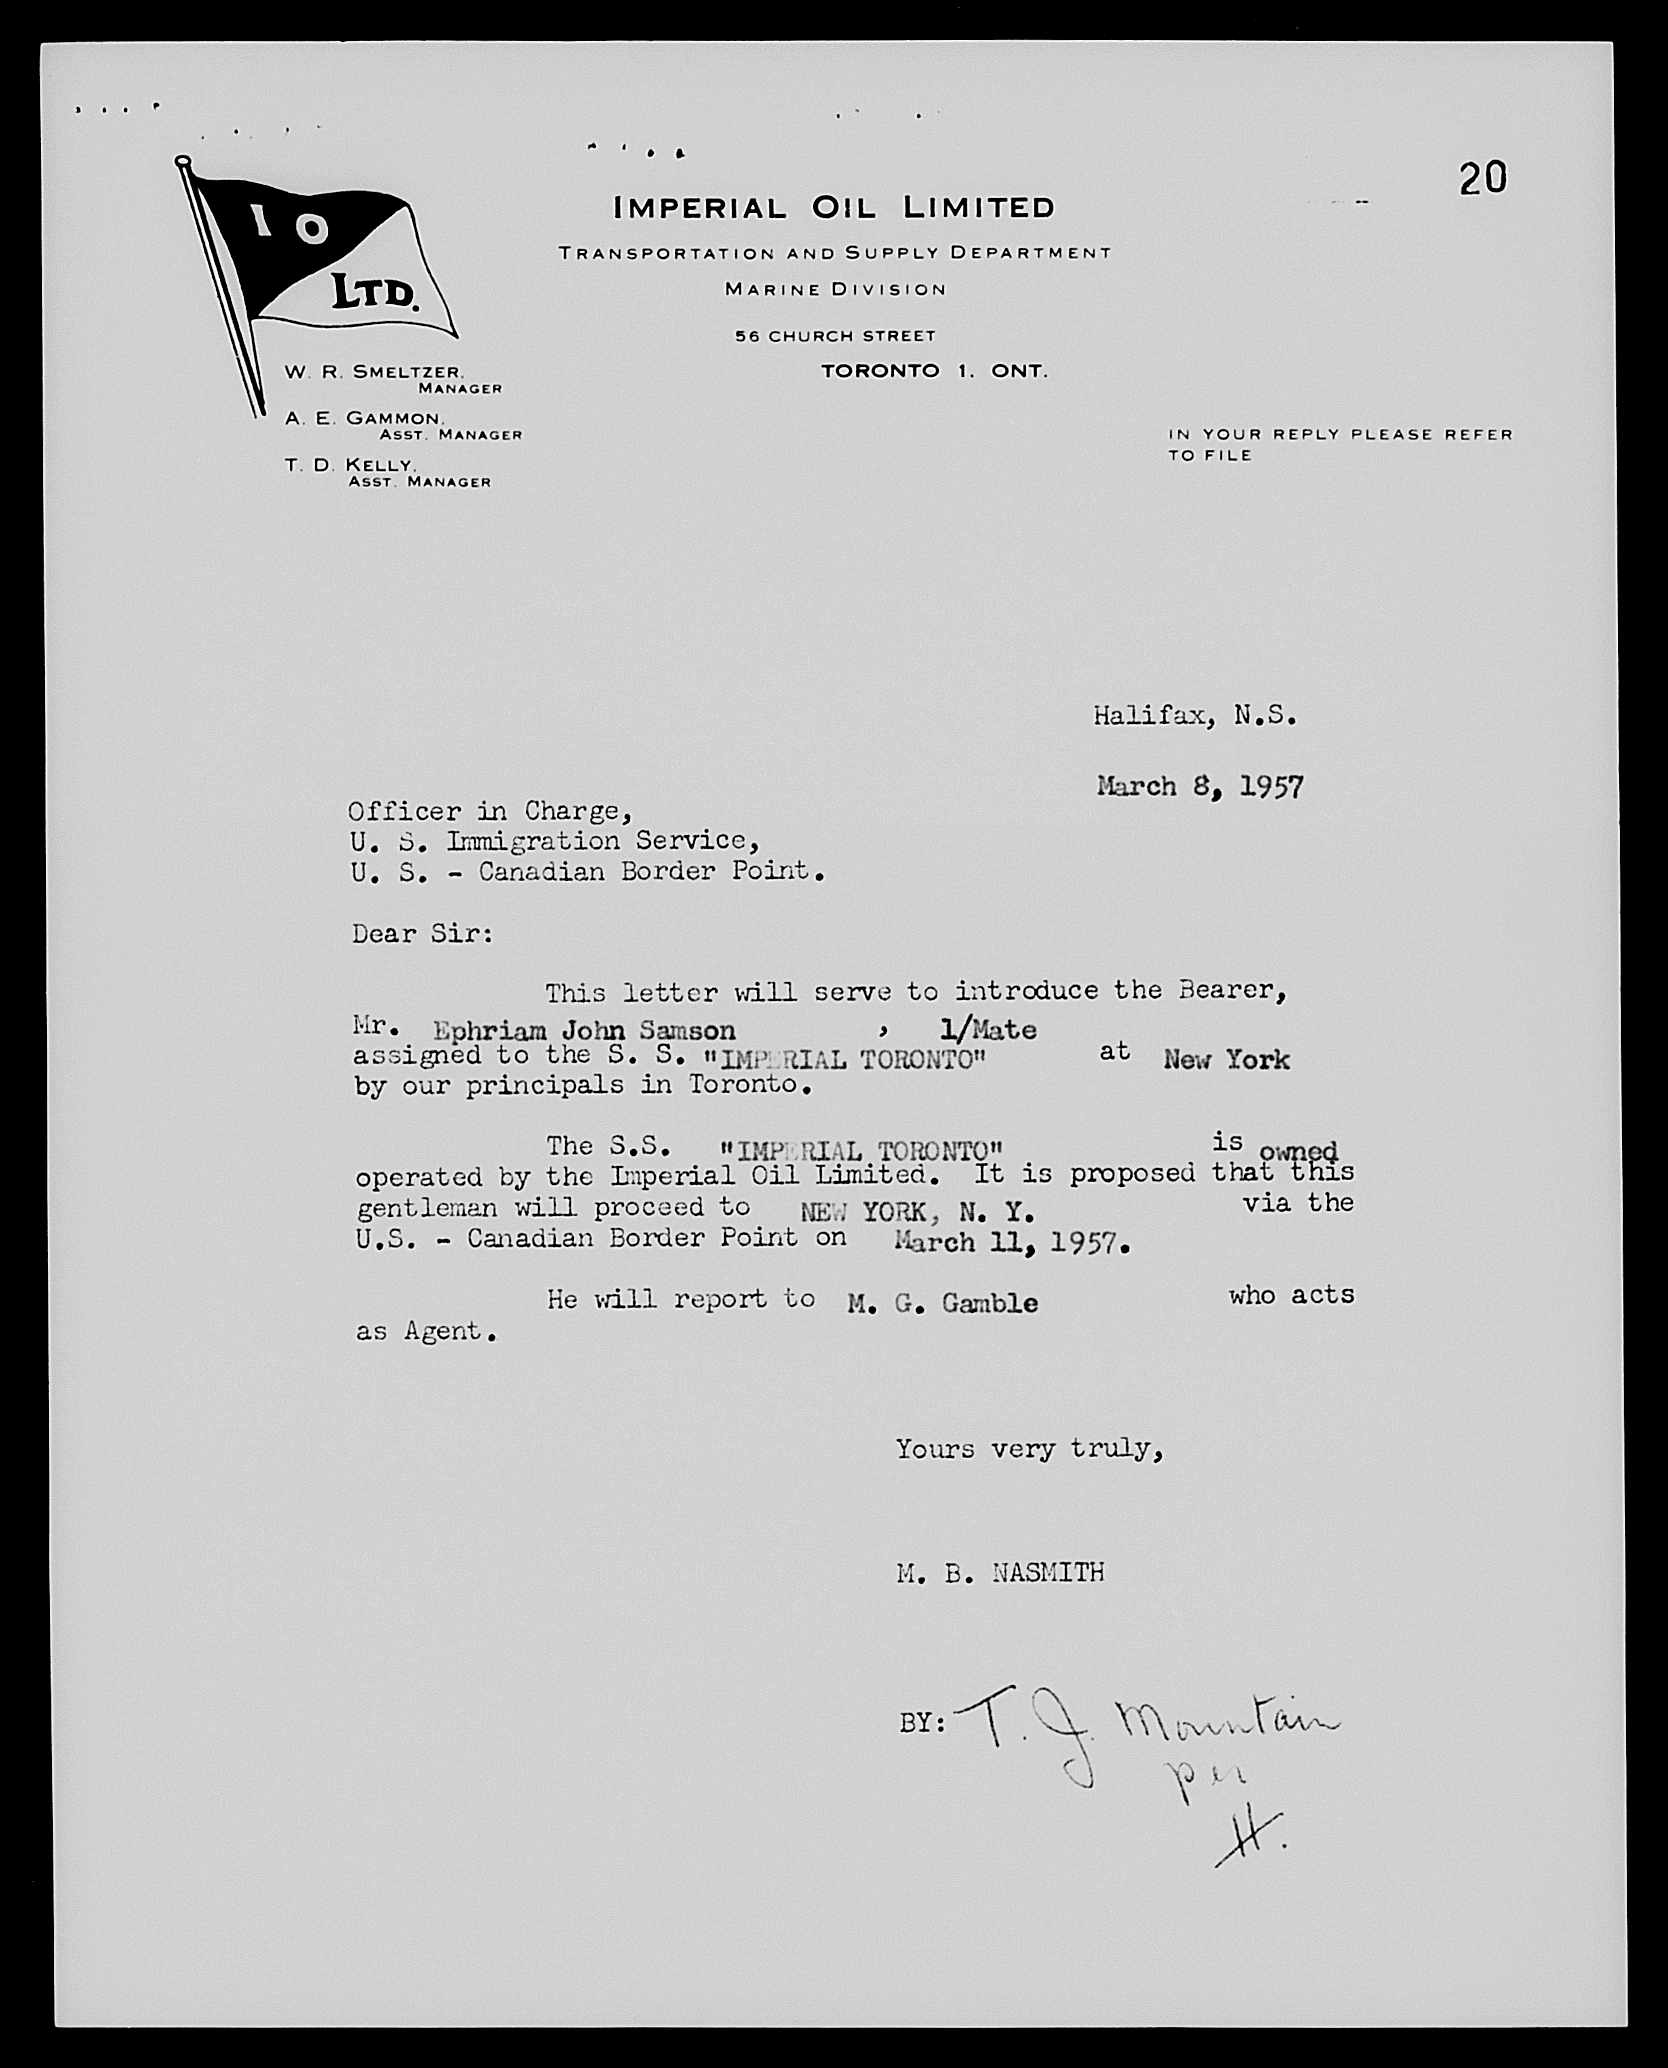 20
I O
LTD.
IMPERIAL OIL LIMITED
TRANSPORTATION AND SUPPLY DEPARTMENT
MARINE DIVISION
56 CHURCH STREET
TORONTO 1. ONT.
W. R. SMELTZER,
MANAGER
A. E. GAMMON,
ASST. MANAGER
T. D. KELLY,
ASST. MANAGER
IN YOUR REPLY PLEASE REFER
TO FILE
Halifax, N.S.
March 8, 1957
Officer in Charge,
U. S. Immigration Service,
U. S. - Canadian Border Point.
Dear Sir:
This letter will serve to introduce the Bearer,
Mr. Ephriam John Samson , 1/Mate
assigned to the S. S. "IMPERIAL TORONTO" at New York
by our principals in Toronto.
The S.S. "IMPERIAL TORONTO" is owned
operated by the Imperial Oil Limited. It is proposed that this
gentleman will proceed to NEW YORK, N. Y. via the
U.S. - Canadian Border Point on March 11, 1957.
He will report to M. G. Gamble who acts
as Agent.
Yours very truly,
M. B. NASMITH
BY: T. J. Mountain
per
H.